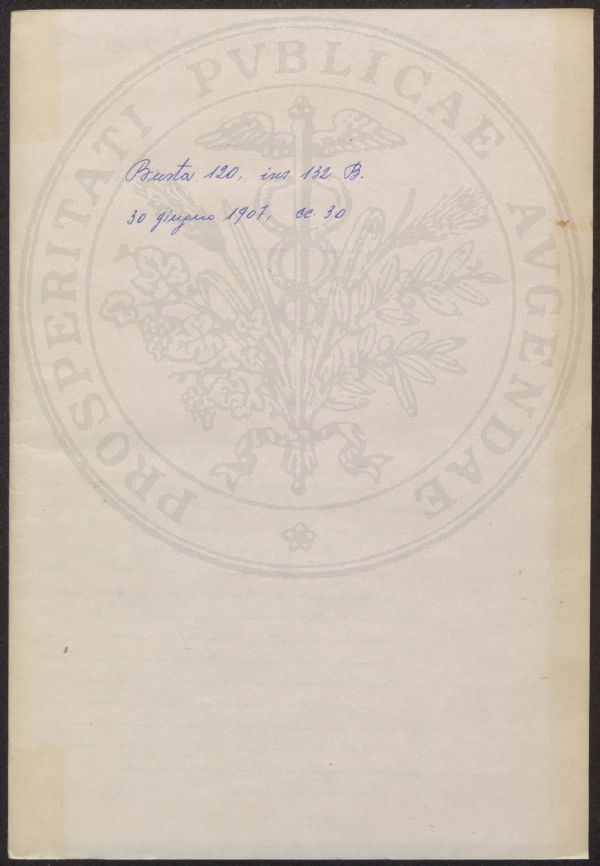 Busta 120, ins. 132 B.
30 giugno 1907, cc. 30
PROSPERITATI PVBLICAE AVGENDAE